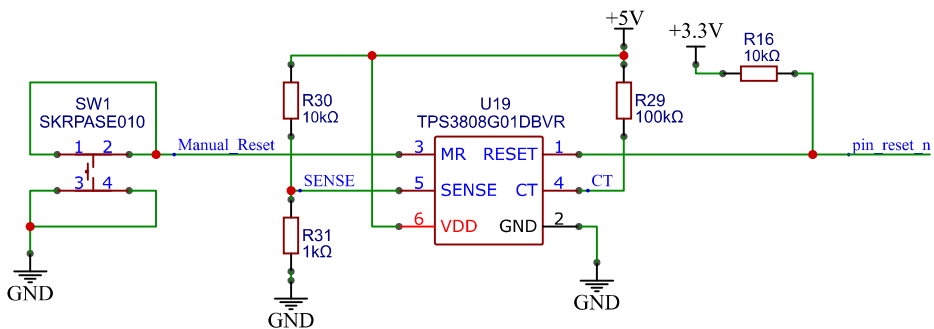 +5V
+3.3V
R16
10kΩ
SW1
SKRPASE010
R30
10kΩ
U19
TPS3808G01DBVR
R29
100kΩ
1 2
3 4
Manual_Reset
3 MR RESET 1
pin_reset_n
SENSE
5 SENSE CT 4
CT
6 VDD GND 2
R31
1kΩ
GND
GND
GND